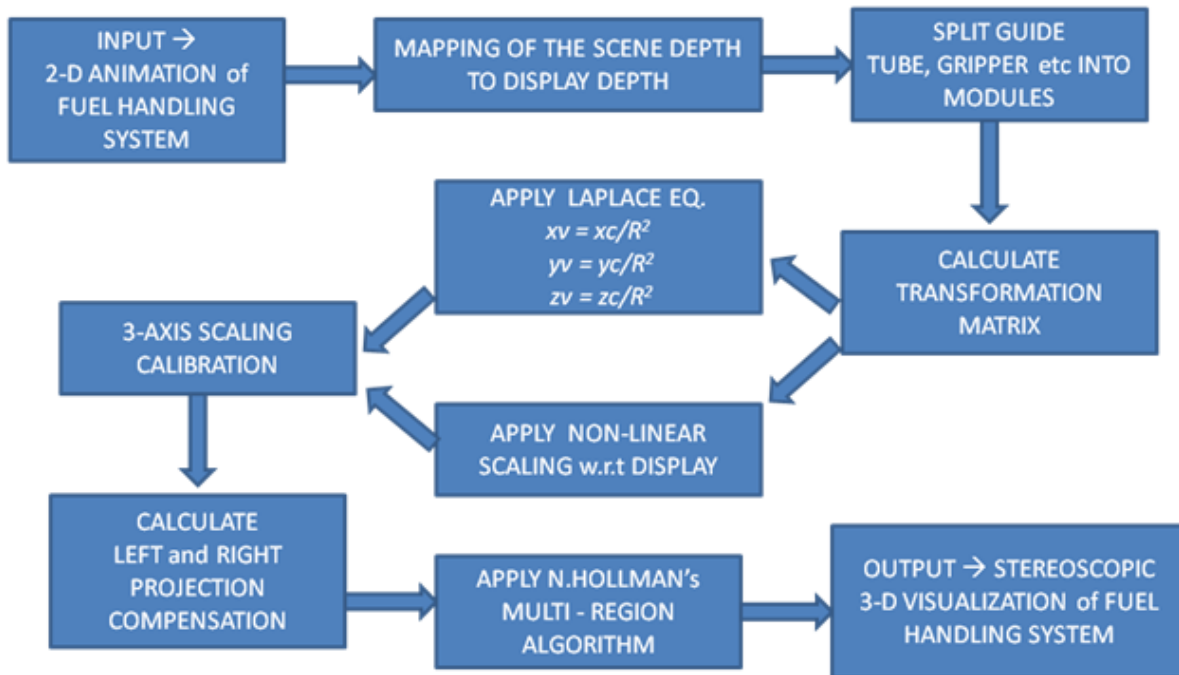 INPUT →
2-D ANIMATION of
FUEL HANDLING
SYSTEM
MAPPING OF THE SCENE DEPTH
TO DISPLAY DEPTH
SPLIT GUIDE
TUBE, GRIPPER etc INTO
MODULES
CALCULATE
TRANSFORMATION
MATRIX
APPLY LAPLACE EQ.
xv = xc/R²
yv = yc/R²
zv = zc/R²
APPLY NON-LINEAR
SCALING w.r.t DISPLAY
3-AXIS SCALING
CALIBRATION
CALCULATE
LEFT and RIGHT
PROJECTION
COMPENSATION
APPLY N.HOLLMAN's
MULTI - REGION
ALGORITHM
OUTPUT → STEREOSCOPIC
3-D VISUALIZATION of FUEL
HANDLING SYSTEM